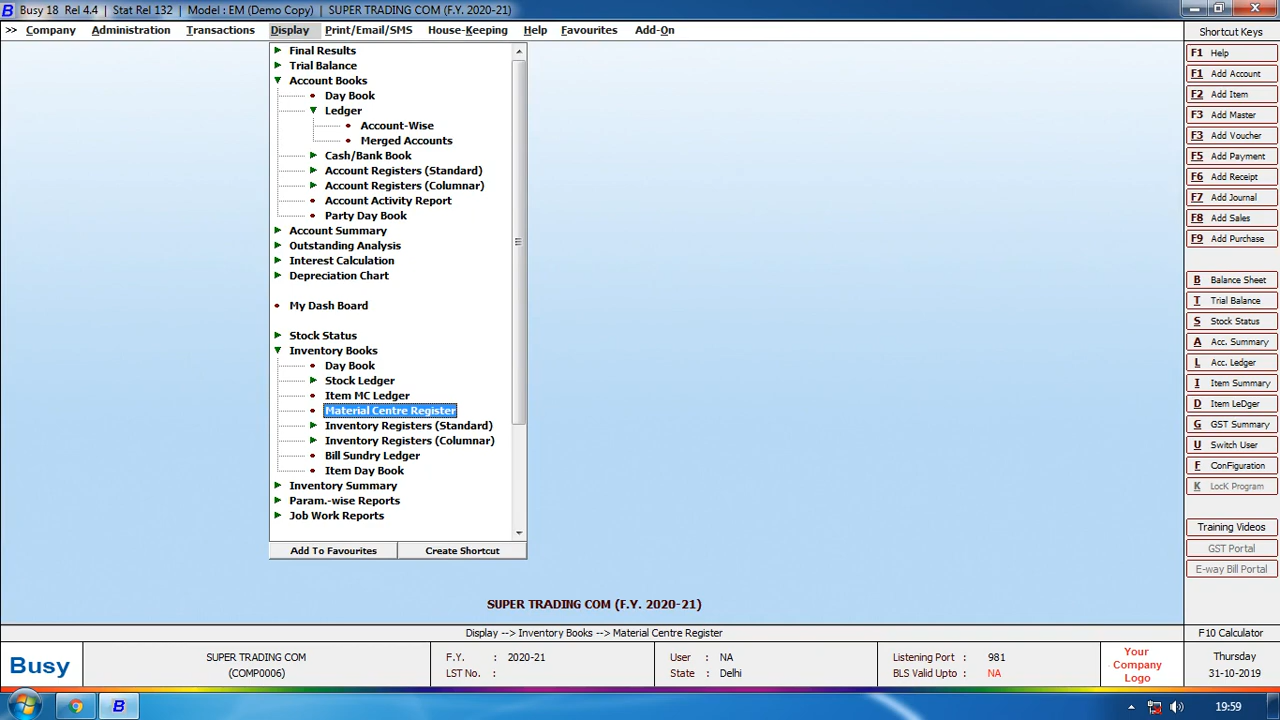 Busy 18 Rel 4.4 | Stat Rel 132 | Model : EM (Demo Copy) | SUPER TRADING COM (F.Y. 2020-21)
>> Company Administration Transactions Display Print/Email/SMS House-Keeping Help Favourites Add-On
Final Results
Trial Balance
Account Books
Day Book
Ledger
Account-Wise
Merged Accounts
Cash/Bank Book
Account Registers (Standard)
Account Registers (Columnar)
Account Activity Report
Party Day Book
Account Summary
Outstanding Analysis
Interest Calculation
Depreciation Chart
My Dash Board
Stock Status
Inventory Books
Day Book
Stock Ledger
Item MC Ledger
Material Centre Register
Inventory Registers (Standard)
Inventory Registers (Columnar)
Bill Sundry Ledger
Item Day Book
Inventory Summary
Param.-wise Reports
Job Work Reports
Add To Favourites Create Shortcut
Shortcut Keys
F1 Help
F1 Add Account
F2 Add Item
F3 Add Master
F3 Add Voucher
F5 Add Payment
F6 Add Receipt
F7 Add Journal
F8 Add Sales
F9 Add Purchase
B Balance Sheet
T Trial Balance
S Stock Status
A Acc. Summary
L Acc. Ledger
I Item Summary
D Item LeDger
G GST Summary
U Switch User
F ConFiguration
K LocK Program
Training Videos
GST Portal
E-way Bill Portal
SUPER TRADING COM (F.Y. 2020-21)
Display --> Inventory Books --> Material Centre Register
F10 Calculator
Busy
SUPER TRADING COM
(COMP0006)
F.Y. : 2020-21
LST No. :
User : NA
State : Delhi
Listening Port : 981
BLS Valid Upto : NA
Your
Company
Logo
Thursday
31-10-2019
B
19:59